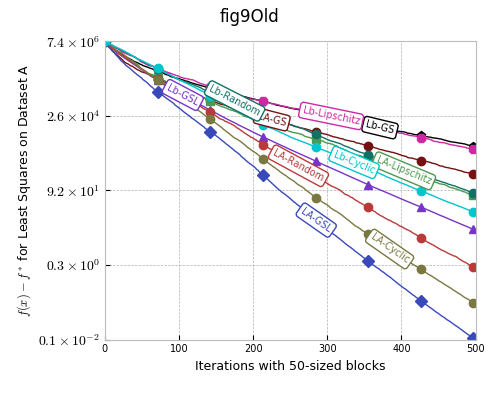 fig9Old
f(x) − f* for Least Squares on Dataset A
7.4 × 10⁶
2.6 × 10⁴
9.2 × 10¹
0.3 × 10⁰
0.1 × 10⁻²
Lb-GSL
Lb-Random
LA-GS
Lb-Lipschitz
Lb-GS
LA-Random
Lb-Cyclic
LA-Lipschitz
LA-GSL
LA-Cyclic
0 100 200 300 400 500
Iterations with 50-sized blocks